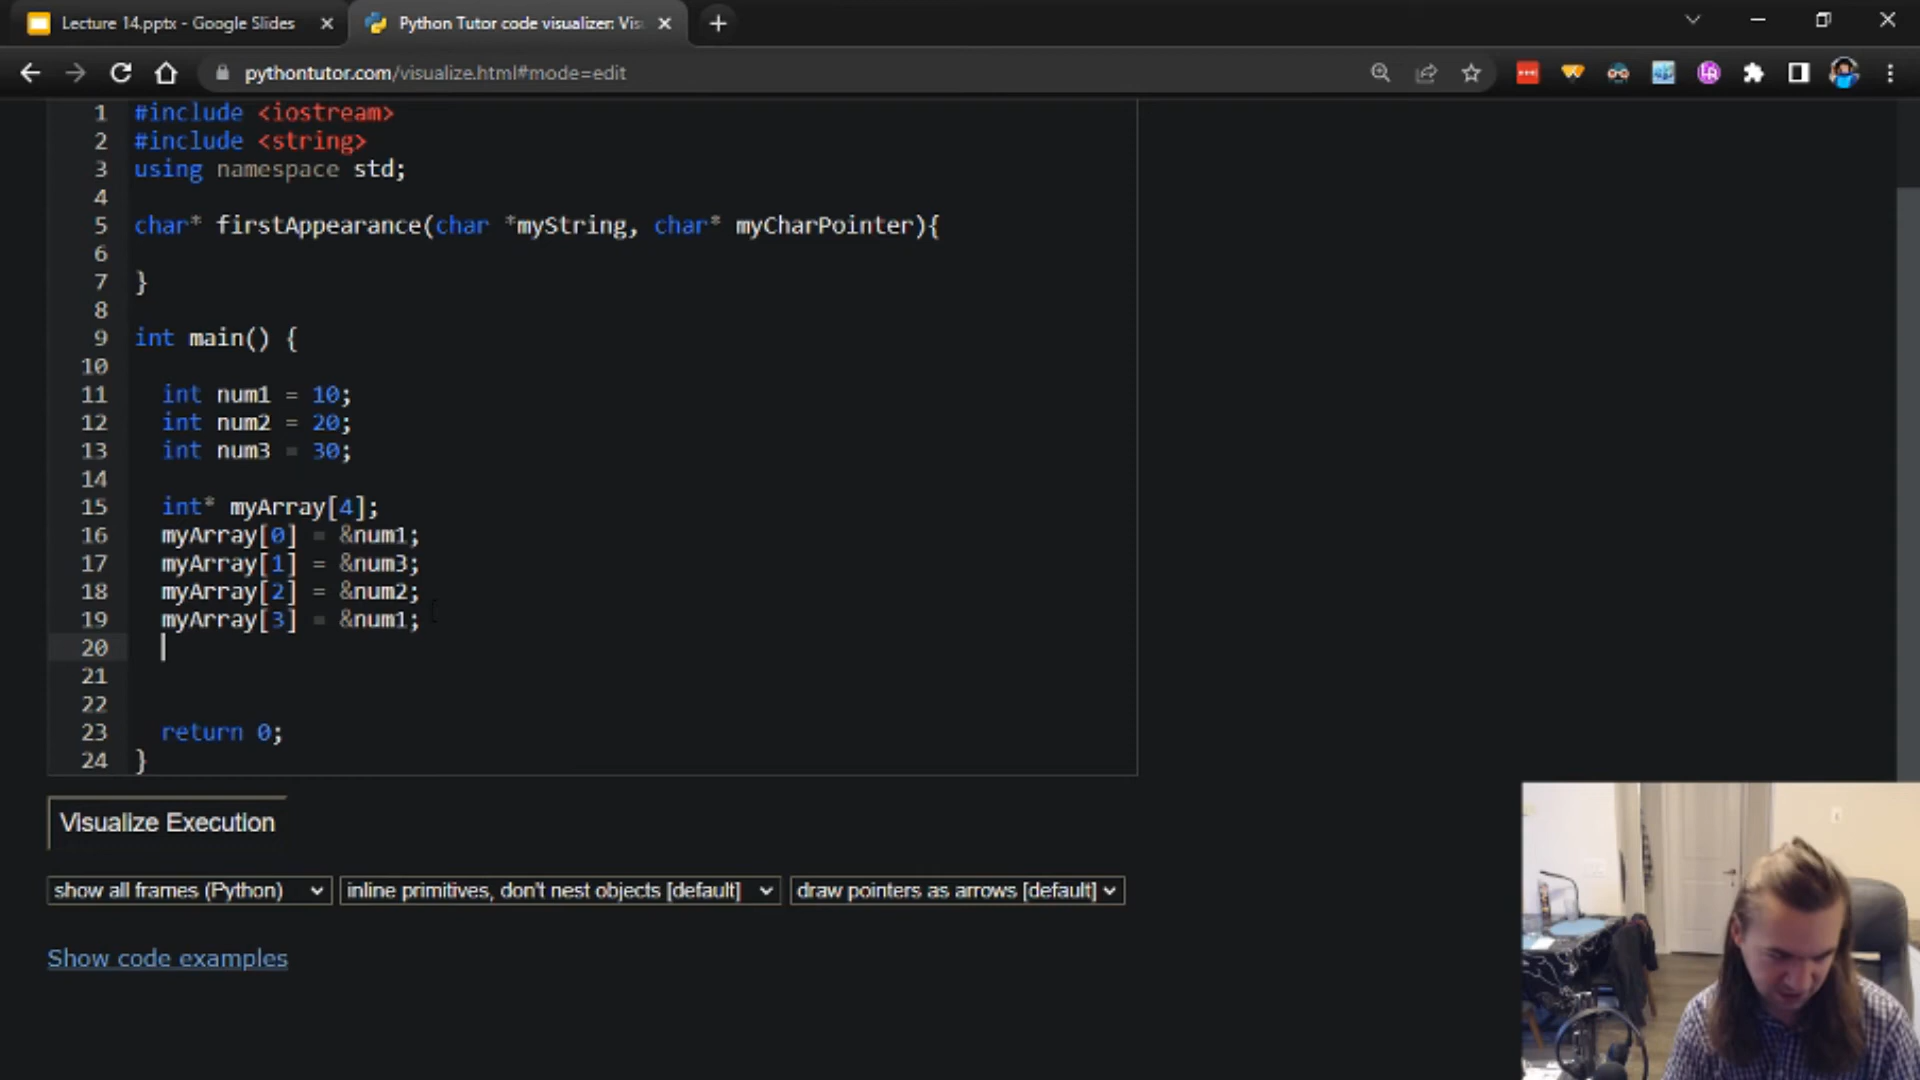 Lecture 14.pptx - Google Slides
Python Tutor code visualizer: Vis
pythontutor.com/visualize.html#mode=edit
1 #include <iostream>
2 #include <string>
3 using namespace std;
4
5 char* firstAppearance(char *myString, char* myCharPointer){
6
7 }
8
9 int main() {
10
11 int num1 = 10;
12 int num2 = 20;
13 int num3 = 30;
14
15 int* myArray[4];
16 myArray[0] = &num1;
17 myArray[1] = &num3;
18 myArray[2] = &num2;
19 myArray[3] = &num1;
20
21
22
23 return 0;
24 }
Visualize Execution
show all frames (Python)
inline primitives, don't nest objects [default]
draw pointers as arrows [default]
Show code examples